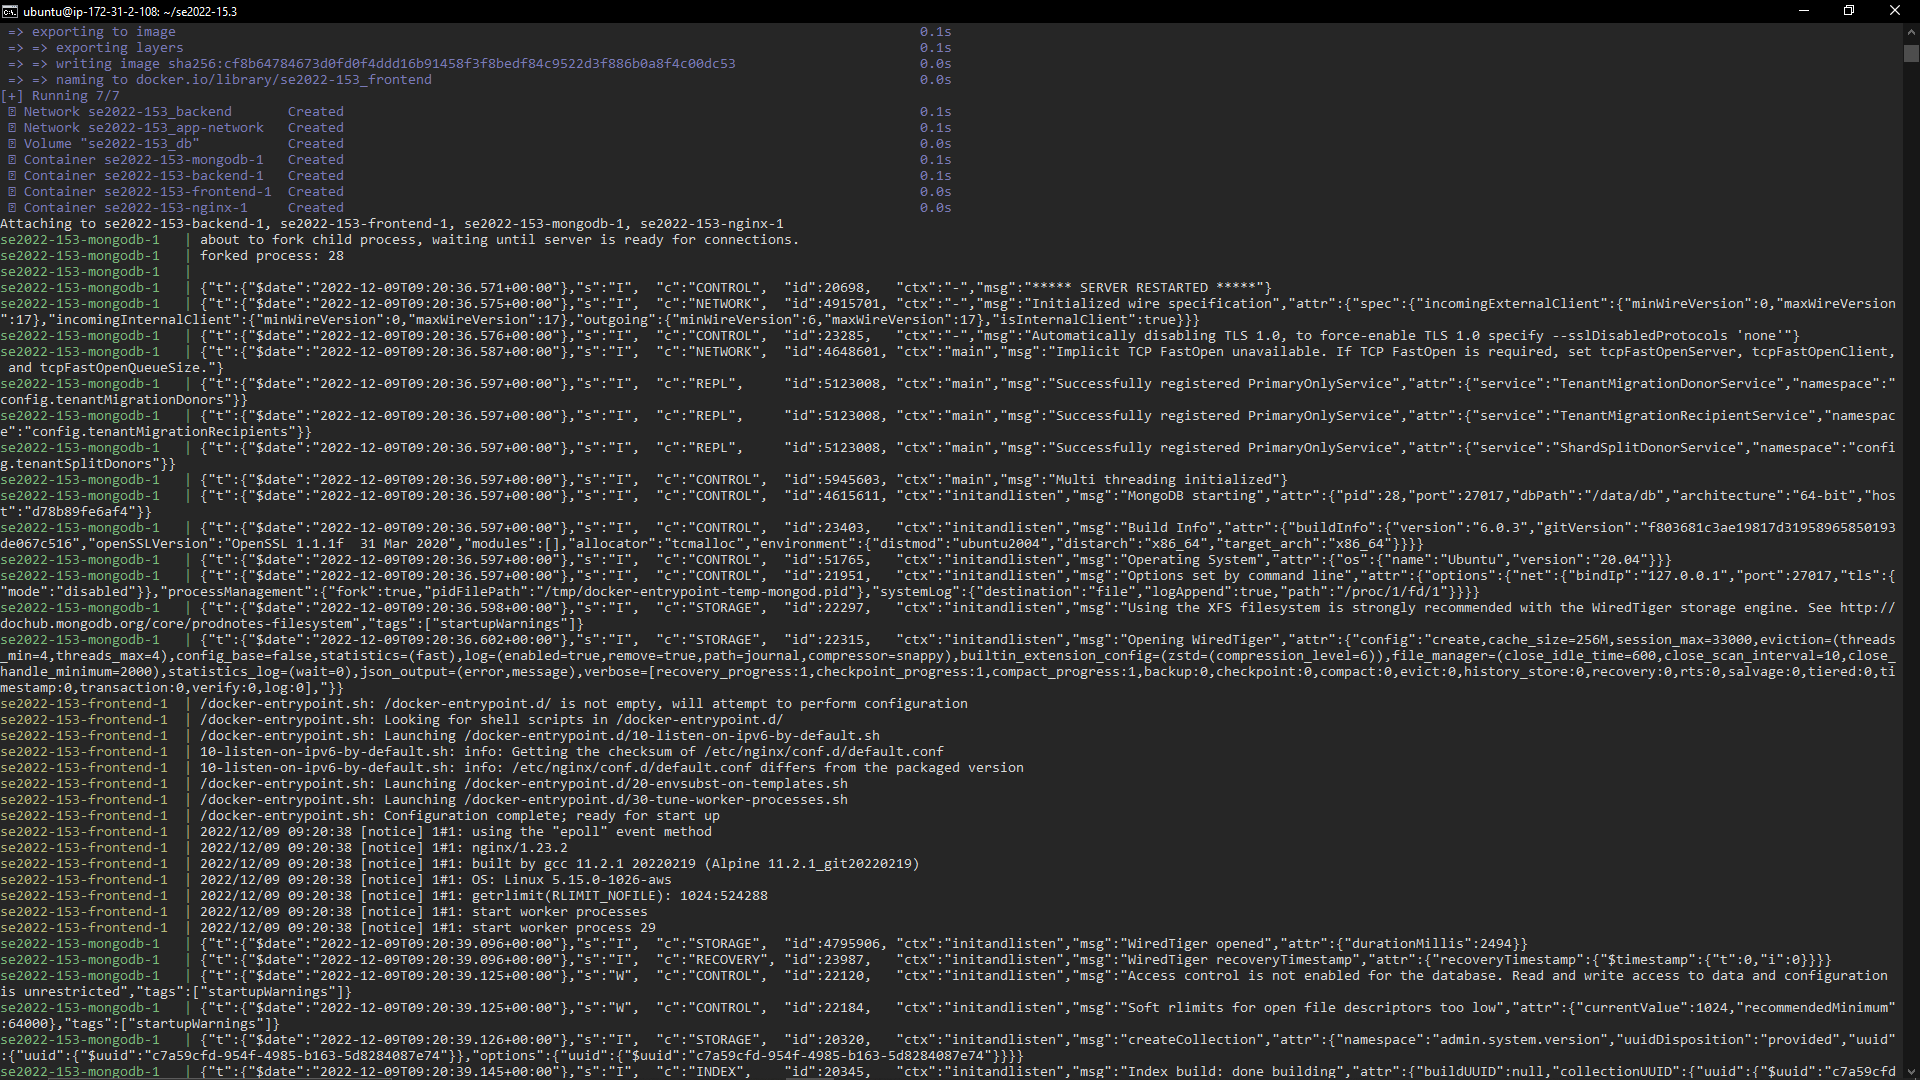 ubuntu@ip-172-31-2-108: ~/se2022-15.3
=> exporting to image 0.1s
=> => exporting layers 0.1s
=> => writing image sha256:cf8b64784673d0fd0f4ddd16b91458f3f8bedf84c9522d3f886b0a8f4c00dc53 0.0s
=> => naming to docker.io/library/se2022-153_frontend 0.0s
[+] Running 7/7
Network se2022-153_backend Created 0.1s
Network se2022-153_app-network Created 0.1s
Volume "se2022-153_db" Created 0.0s
Container se2022-153-mongodb-1 Created 0.1s
Container se2022-153-backend-1 Created 0.1s
Container se2022-153-frontend-1 Created 0.0s
Container se2022-153-nginx-1 Created 0.0s
Attaching to se2022-153-backend-1, se2022-153-frontend-1, se2022-153-mongodb-1, se2022-153-nginx-1
se2022-153-mongodb-1 | about to fork child process, waiting until server is ready for connections.
se2022-153-mongodb-1 | forked process: 28
se2022-153-mongodb-1 |
se2022-153-mongodb-1 | {"t":{"$date":"2022-12-09T09:20:36.571+00:00"},"s":"I", "c":"CONTROL", "id":20698, "ctx":"-","msg":"***** SERVER RESTARTED *****"}
se2022-153-mongodb-1 | {"t":{"$date":"2022-12-09T09:20:36.575+00:00"},"s":"I", "c":"NETWORK", "id":4915701, "ctx":"-","msg":"Initialized wire specification","attr":{"spec":{"incomingExternalClient":{"minWireVersion":0,"maxWireVersion
":17},"incomingInternalClient":{"minWireVersion":0,"maxWireVersion":17},"outgoing":{"minWireVersion":6,"maxWireVersion":17},"isInternalClient":true}}}
se2022-153-mongodb-1 | {"t":{"$date":"2022-12-09T09:20:36.576+00:00"},"s":"I", "c":"CONTROL", "id":23285, "ctx":"-","msg":"Automatically disabling TLS 1.0, to force-enable TLS 1.0 specify --sslDisabledProtocols 'none'"}
se2022-153-mongodb-1 | {"t":{"$date":"2022-12-09T09:20:36.587+00:00"},"s":"I", "c":"NETWORK", "id":4648601, "ctx":"main","msg":"Implicit TCP FastOpen unavailable. If TCP FastOpen is required, set tcpFastOpenServer, tcpFastOpenClient,
and tcpFastOpenQueueSize."}
se2022-153-mongodb-1 | {"t":{"$date":"2022-12-09T09:20:36.597+00:00"},"s":"I", "c":"REPL", "id":5123008, "ctx":"main","msg":"Successfully registered PrimaryOnlyService","attr":{"service":"TenantMigrationDonorService","namespace":"
config.tenantMigrationDonors"}}
se2022-153-mongodb-1 | {"t":{"$date":"2022-12-09T09:20:36.597+00:00"},"s":"I", "c":"REPL", "id":5123008, "ctx":"main","msg":"Successfully registered PrimaryOnlyService","attr":{"service":"TenantMigrationRecipientService","namespac
e":"config.tenantMigrationRecipients"}}
se2022-153-mongodb-1 | {"t":{"$date":"2022-12-09T09:20:36.597+00:00"},"s":"I", "c":"REPL", "id":5123008, "ctx":"main","msg":"Successfully registered PrimaryOnlyService","attr":{"service":"ShardSplitDonorService","namespace":"confi
g.tenantSplitDonors"}}
se2022-153-mongodb-1 | {"t":{"$date":"2022-12-09T09:20:36.597+00:00"},"s":"I", "c":"CONTROL", "id":5945603, "ctx":"main","msg":"Multi threading initialized"}
se2022-153-mongodb-1 | {"t":{"$date":"2022-12-09T09:20:36.597+00:00"},"s":"I", "c":"CONTROL", "id":4615611, "ctx":"initandlisten","msg":"MongoDB starting","attr":{"pid":28,"port":27017,"dbPath":"/data/db","architecture":"64-bit","hos
t":"d78b89fe6af4"}}
se2022-153-mongodb-1 | {"t":{"$date":"2022-12-09T09:20:36.597+00:00"},"s":"I", "c":"CONTROL", "id":23403, "ctx":"initandlisten","msg":"Build Info","attr":{"buildInfo":{"version":"6.0.3","gitVersion":"f803681c3ae19817d31958965850193
de067c516","openSSLVersion":"OpenSSL 1.1.1f  31 Mar 2020","modules":[],"allocator":"tcmalloc","environment":{"distmod":"ubuntu2004","distarch":"x86_64","target_arch":"x86_64"}}}}
se2022-153-mongodb-1 | {"t":{"$date":"2022-12-09T09:20:36.597+00:00"},"s":"I", "c":"CONTROL", "id":51765, "ctx":"initandlisten","msg":"Operating System","attr":{"os":{"name":"Ubuntu","version":"20.04"}}}
se2022-153-mongodb-1 | {"t":{"$date":"2022-12-09T09:20:36.597+00:00"},"s":"I", "c":"CONTROL", "id":21951, "ctx":"initandlisten","msg":"Options set by command line","attr":{"options":{"net":{"bindIp":"127.0.0.1","port":27017,"tls":{
"mode":"disabled"}},"processManagement":{"fork":true,"pidFilePath":"/tmp/docker-entrypoint-temp-mongod.pid"},"systemLog":{"destination":"file","logAppend":true,"path":"/proc/1/fd/1"}}}}
se2022-153-mongodb-1 | {"t":{"$date":"2022-12-09T09:20:36.598+00:00"},"s":"I", "c":"STORAGE", "id":22297, "ctx":"initandlisten","msg":"Using the XFS filesystem is strongly recommended with the WiredTiger storage engine. See http://
dochub.mongodb.org/core/prodnotes-filesystem","tags":["startupWarnings"]}
se2022-153-mongodb-1 | {"t":{"$date":"2022-12-09T09:20:36.602+00:00"},"s":"I", "c":"STORAGE", "id":22315, "ctx":"initandlisten","msg":"Opening WiredTiger","attr":{"config":"create,cache_size=256M,session_max=33000,eviction=(threads
_min=4,threads_max=4),config_base=false,statistics=(fast),log=(enabled=true,remove=true,path=journal,compressor=snappy),builtin_extension_config=(zstd=(compression_level=6)),file_manager=(close_idle_time=600,close_scan_interval=10,close_
handle_minimum=2000),statistics_log=(wait=0),json_output=(error,message),verbose=[recovery_progress:1,checkpoint_progress:1,compact_progress:1,backup:0,checkpoint:0,compact:0,evict:0,history_store:0,recovery:0,rts:0,salvage:0,tiered:0,ti
mestamp:0,transaction:0,verify:0,log:0],"}}
se2022-153-frontend-1 | /docker-entrypoint.sh: /docker-entrypoint.d/ is not empty, will attempt to perform configuration
se2022-153-frontend-1 | /docker-entrypoint.sh: Looking for shell scripts in /docker-entrypoint.d/
se2022-153-frontend-1 | /docker-entrypoint.sh: Launching /docker-entrypoint.d/10-listen-on-ipv6-by-default.sh
se2022-153-frontend-1 | 10-listen-on-ipv6-by-default.sh: info: Getting the checksum of /etc/nginx/conf.d/default.conf
se2022-153-frontend-1 | 10-listen-on-ipv6-by-default.sh: info: /etc/nginx/conf.d/default.conf differs from the packaged version
se2022-153-frontend-1 | /docker-entrypoint.sh: Launching /docker-entrypoint.d/20-envsubst-on-templates.sh
se2022-153-frontend-1 | /docker-entrypoint.sh: Launching /docker-entrypoint.d/30-tune-worker-processes.sh
se2022-153-frontend-1 | /docker-entrypoint.sh: Configuration complete; ready for start up
se2022-153-frontend-1 | 2022/12/09 09:20:38 [notice] 1#1: using the "epoll" event method
se2022-153-frontend-1 | 2022/12/09 09:20:38 [notice] 1#1: nginx/1.23.2
se2022-153-frontend-1 | 2022/12/09 09:20:38 [notice] 1#1: built by gcc 11.2.1 20220219 (Alpine 11.2.1_git20220219)
se2022-153-frontend-1 | 2022/12/09 09:20:38 [notice] 1#1: OS: Linux 5.15.0-1026-aws
se2022-153-frontend-1 | 2022/12/09 09:20:38 [notice] 1#1: getrlimit(RLIMIT_NOFILE): 1024:524288
se2022-153-frontend-1 | 2022/12/09 09:20:38 [notice] 1#1: start worker processes
se2022-153-frontend-1 | 2022/12/09 09:20:38 [notice] 1#1: start worker process 29
se2022-153-mongodb-1 | {"t":{"$date":"2022-12-09T09:20:39.096+00:00"},"s":"I", "c":"STORAGE", "id":4795906, "ctx":"initandlisten","msg":"WiredTiger opened","attr":{"durationMillis":2494}}
se2022-153-mongodb-1 | {"t":{"$date":"2022-12-09T09:20:39.096+00:00"},"s":"I", "c":"RECOVERY", "id":23987, "ctx":"initandlisten","msg":"WiredTiger recoveryTimestamp","attr":{"recoveryTimestamp":{"$timestamp":{"t":0,"i":0}}}}
se2022-153-mongodb-1 | {"t":{"$date":"2022-12-09T09:20:39.125+00:00"},"s":"W", "c":"CONTROL", "id":22120, "ctx":"initandlisten","msg":"Access control is not enabled for the database. Read and write access to data and configuration
is unrestricted","tags":["startupWarnings"]}
se2022-153-mongodb-1 | {"t":{"$date":"2022-12-09T09:20:39.125+00:00"},"s":"W", "c":"CONTROL", "id":22184, "ctx":"initandlisten","msg":"Soft rlimits for open file descriptors too low","attr":{"currentValue":1024,"recommendedMinimum"
:64000},"tags":["startupWarnings"]}
se2022-153-mongodb-1 | {"t":{"$date":"2022-12-09T09:20:39.126+00:00"},"s":"I", "c":"STORAGE", "id":20320, "ctx":"initandlisten","msg":"createCollection","attr":{"namespace":"admin.system.version","uuidDisposition":"provided","uuid"
:{"uuid":{"$uuid":"c7a59cfd-954f-4985-b163-5d8284087e74"}},"options":{"uuid":{"$uuid":"c7a59cfd-954f-4985-b163-5d8284087e74"}}}}
se2022-153-mongodb-1 | {"t":{"$date":"2022-12-09T09:20:39.145+00:00"},"s":"I", "c":"INDEX", "id":20345, "ctx":"initandlisten","msg":"Index build: done building","attr":{"buildUUID":null,"collectionUUID":{"uuid":{"$uuid":"c7a59cfd